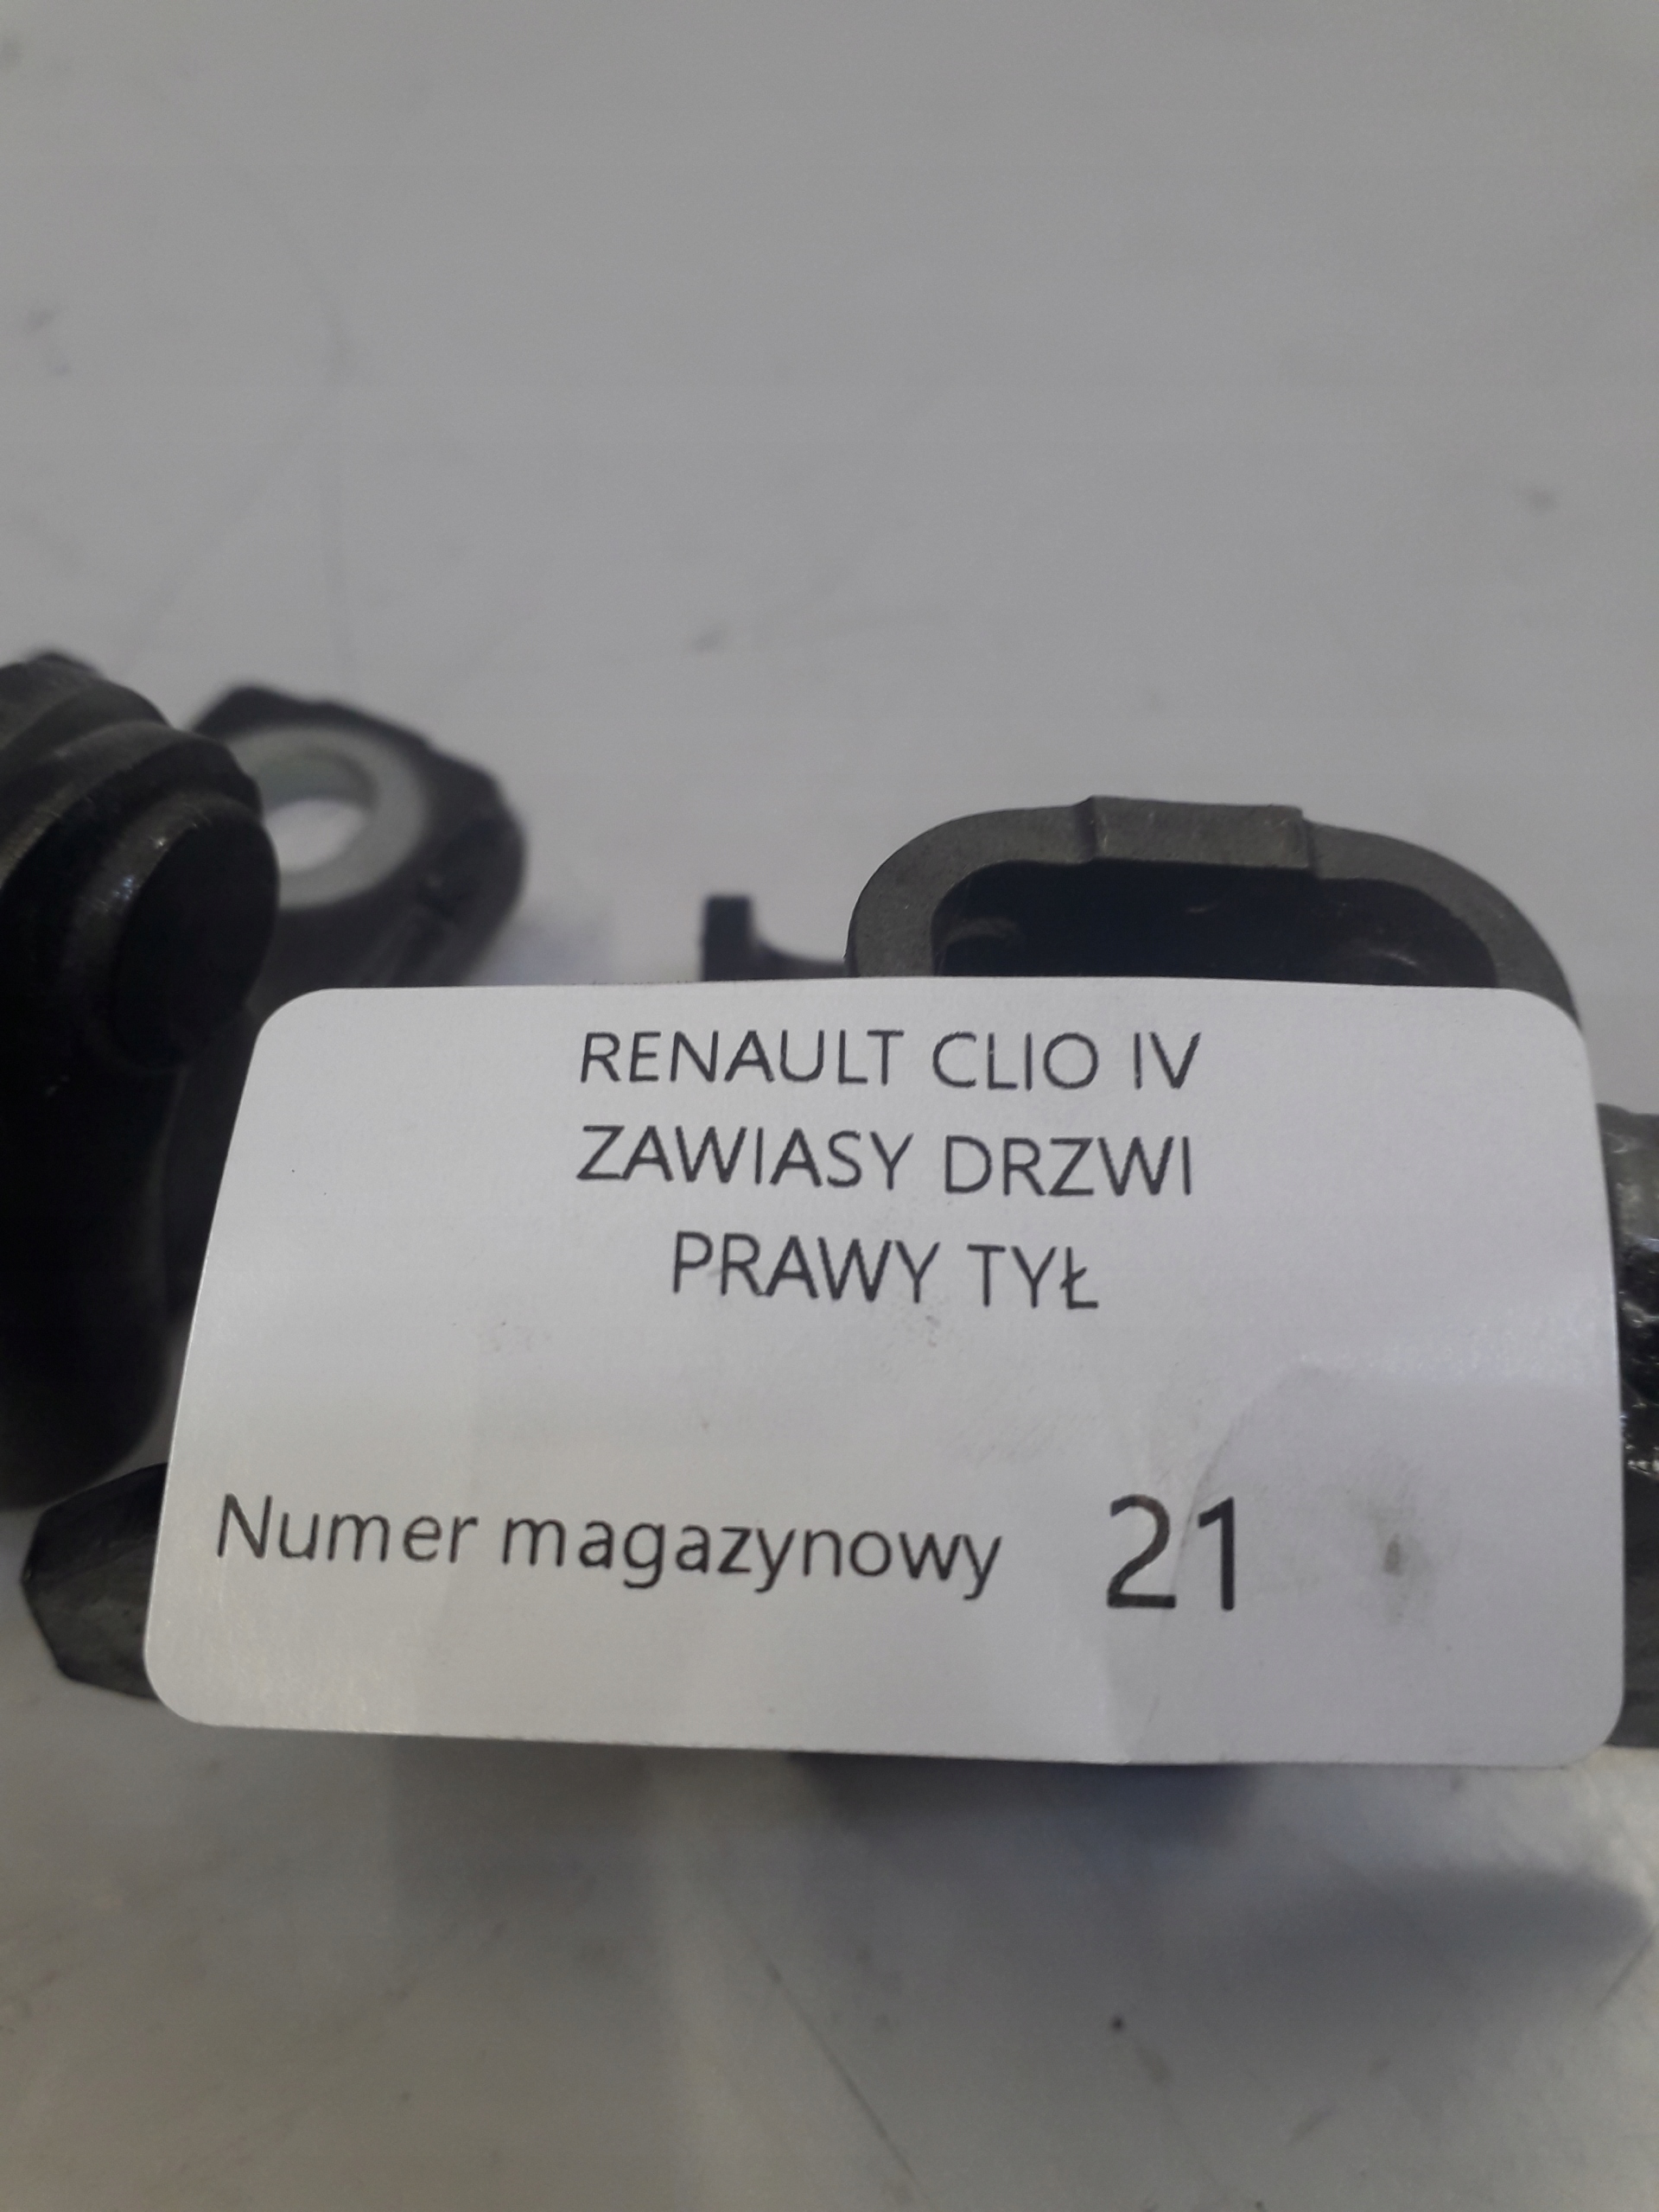 RENAULT CLIO IV
ZAWIASY DRZWI
PRAWY TYŁ
Numer magazynowy 21